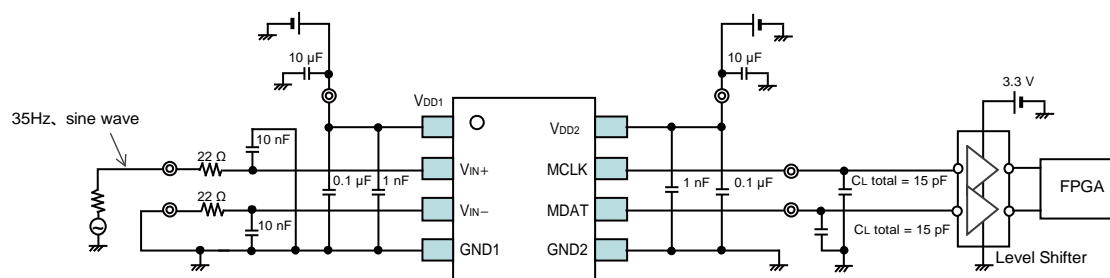 10 µF
10 µF
3.3 V
35Hz、sine wave
VDD1
10 nF
22 Ω
VIN+
0.1 µF
1 nF
22 Ω
VIN−
10 nF
GND1
VDD2
MCLK
MDAT
GND2
1 nF
0.1 µF
CL total = 15 pF
CL total = 15 pF
FPGA
Level Shifter